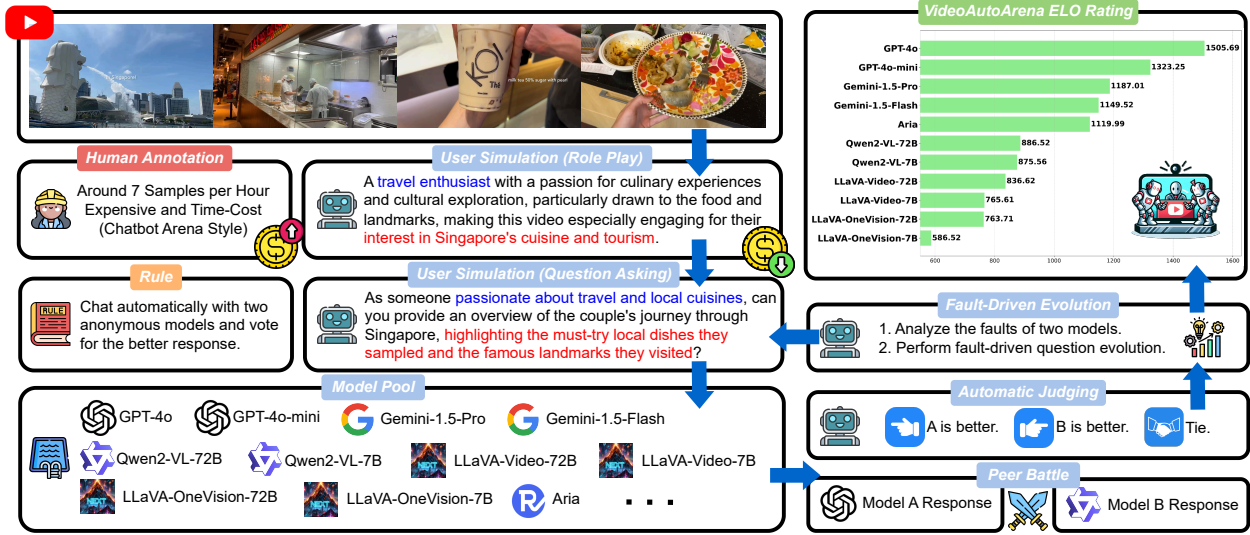 Singapore
KOI
Thé
milk tea 50% sugar with pearl
Human Annotation
Around 7 Samples per Hour
Expensive and Time-Cost
(Chatbot Arena Style)
User Simulation (Role Play)
A travel enthusiast with a passion for culinary experiences
and cultural exploration, particularly drawn to the food and
landmarks, making this video especially engaging for their
interest in Singapore's cuisine and tourism.
Rule
RULE
Chat automatically with two
anonymous models and vote
for the better response.
User Simulation (Question Asking)
As someone passionate about travel and local cuisines, can
you provide an overview of the couple's journey through
Singapore, highlighting the must-try local dishes they
sampled and the famous landmarks they visited?
Model Pool
GPT-4o
GPT-4o-mini
Gemini-1.5-Pro
Gemini-1.5-Flash
Qwen2-VL-72B
Qwen2-VL-7B
NEXT
LLaVA-Video-72B
NEXT
LLaVA-Video-7B
NEXT
LLaVA-OneVision-72B
NEXT
LLaVA-OneVision-7B
Aria
. . .
VideoAutoArena ELO Rating
GPT-4o 1505.69
GPT-4o-mini 1323.25
Gemini-1.5-Pro 1187.01
Gemini-1.5-Flash 1149.52
Aria 1119.99
Qwen2-VL-72B 886.52
Qwen2-VL-7B 875.56
LLaVA-Video-72B 836.62
LLaVA-Video-7B 765.61
LLaVA-OneVision-72B 763.71
LLaVA-OneVision-7B 586.52
600 800 1000 1200 1400 1600
Fault-Driven Evolution
1. Analyze the faults of two models.
2. Perform fault-driven question evolution.
Automatic Judging
A is better.
B is better.
Tie.
Peer Battle
Model A Response
Model B Response